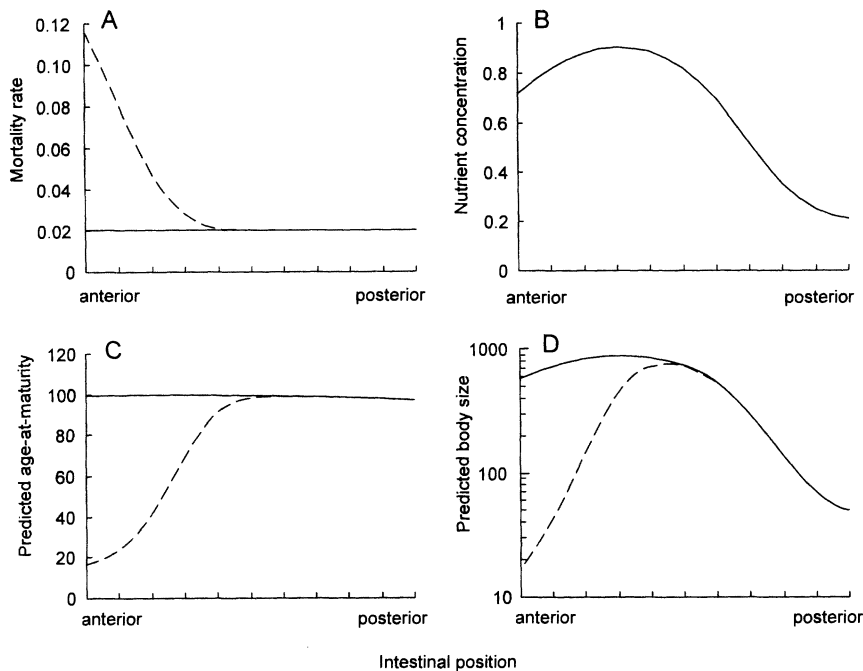 A
Mortality rate
0.12
0.10
0.08
0.06
0.04
0.02
0
anterior
posterior
B
Nutrient concentration
1
0.8
0.6
0.4
0.2
0
anterior
posterior
C
Predicted age-at-maturity
120
100
80
60
40
20
0
anterior
posterior
D
Predicted body size
1000
100
10
anterior
posterior
Intestinal position